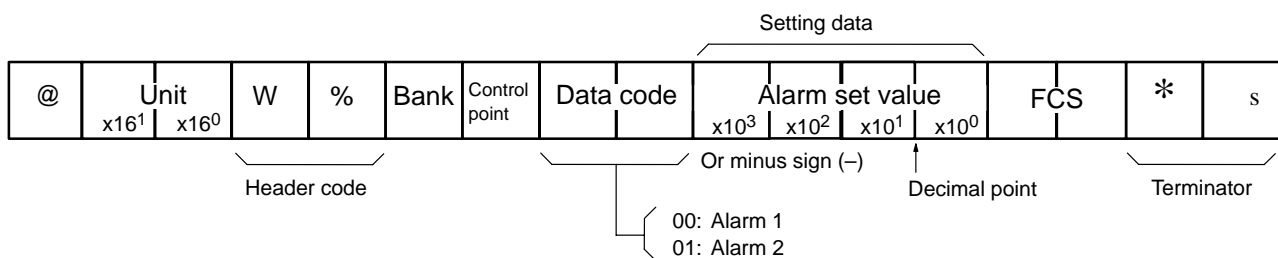 Setting data
@ Unit W % Bank Control point Data code Alarm set value FCS * s
x16¹ x16⁰ x10³ x10² x10¹ x10⁰
Header code Or minus sign (–) Decimal point Terminator
00: Alarm 1
01: Alarm 2